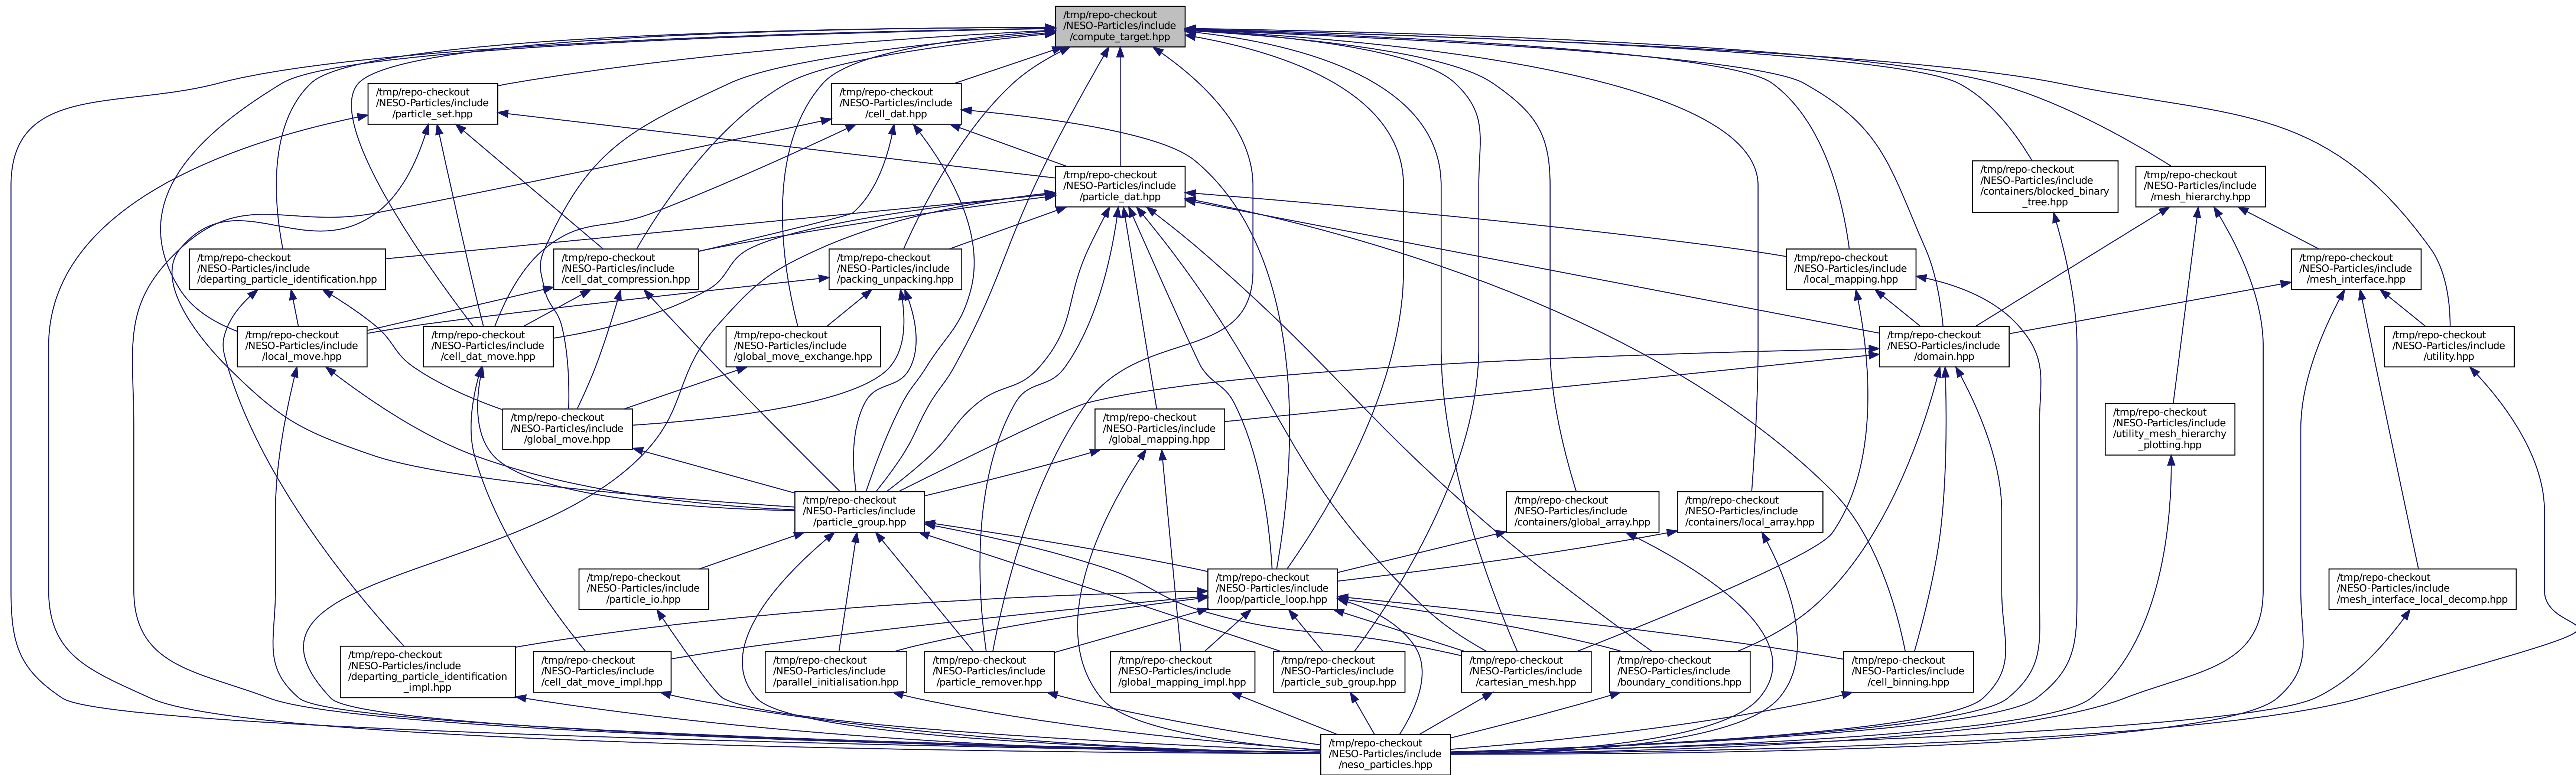 /tmp/repo-checkout
/NESO-Particles/include
/compute_target.hpp
/tmp/repo-checkout
/NESO-Particles/include
/particle_set.hpp
/tmp/repo-checkout
/NESO-Particles/include
/cell_dat.hpp
/tmp/repo-checkout
/NESO-Particles/include
/particle_dat.hpp
/tmp/repo-checkout
/NESO-Particles/include
/containers/blocked_binary
_tree.hpp
/tmp/repo-checkout
/NESO-Particles/include
/mesh_hierarchy.hpp
/tmp/repo-checkout
/NESO-Particles/include
/departing_particle_identification.hpp
/tmp/repo-checkout
/NESO-Particles/include
/cell_dat_compression.hpp
/tmp/repo-checkout
/NESO-Particles/include
/packing_unpacking.hpp
/tmp/repo-checkout
/NESO-Particles/include
/local_mapping.hpp
/tmp/repo-checkout
/NESO-Particles/include
/mesh_interface.hpp
/tmp/repo-checkout
/NESO-Particles/include
/local_move.hpp
/tmp/repo-checkout
/NESO-Particles/include
/cell_dat_move.hpp
/tmp/repo-checkout
/NESO-Particles/include
/global_move_exchange.hpp
/tmp/repo-checkout
/NESO-Particles/include
/domain.hpp
/tmp/repo-checkout
/NESO-Particles/include
/utility.hpp
/tmp/repo-checkout
/NESO-Particles/include
/global_move.hpp
/tmp/repo-checkout
/NESO-Particles/include
/global_mapping.hpp
/tmp/repo-checkout
/NESO-Particles/include
/utility_mesh_hierarchy
_plotting.hpp
/tmp/repo-checkout
/NESO-Particles/include
/particle_group.hpp
/tmp/repo-checkout
/NESO-Particles/include
/containers/global_array.hpp
/tmp/repo-checkout
/NESO-Particles/include
/containers/local_array.hpp
/tmp/repo-checkout
/NESO-Particles/include
/particle_io.hpp
/tmp/repo-checkout
/NESO-Particles/include
/loop/particle_loop.hpp
/tmp/repo-checkout
/NESO-Particles/include
/mesh_interface_local_decomp.hpp
/tmp/repo-checkout
/NESO-Particles/include
/departing_particle_identification
_impl.hpp
/tmp/repo-checkout
/NESO-Particles/include
/cell_dat_move_impl.hpp
/tmp/repo-checkout
/NESO-Particles/include
/parallel_initialisation.hpp
/tmp/repo-checkout
/NESO-Particles/include
/particle_remover.hpp
/tmp/repo-checkout
/NESO-Particles/include
/global_mapping_impl.hpp
/tmp/repo-checkout
/NESO-Particles/include
/particle_sub_group.hpp
/tmp/repo-checkout
/NESO-Particles/include
/cartesian_mesh.hpp
/tmp/repo-checkout
/NESO-Particles/include
/boundary_conditions.hpp
/tmp/repo-checkout
/NESO-Particles/include
/cell_binning.hpp
/tmp/repo-checkout
/NESO-Particles/include
/neso_particles.hpp